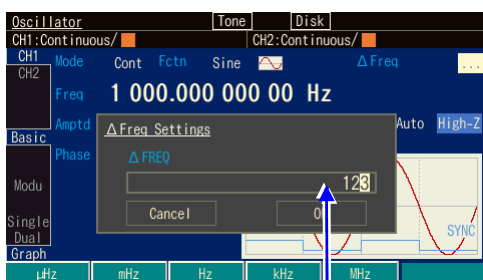 Oscillator Tone Disk
CH1:Continuous/ CH2:Continuous/
CH1 Mode Cont Fctn Sine ΔFreq ...
CH2
Freq 1 000.000 000 00 Hz
Amptd Auto High-Z
Basic
ΔFreq Settings
Phase
ΔFREQ
123
Modu
Cancel
Single
Dual
SYNC
Graph
μHz mHz Hz kHz MHz